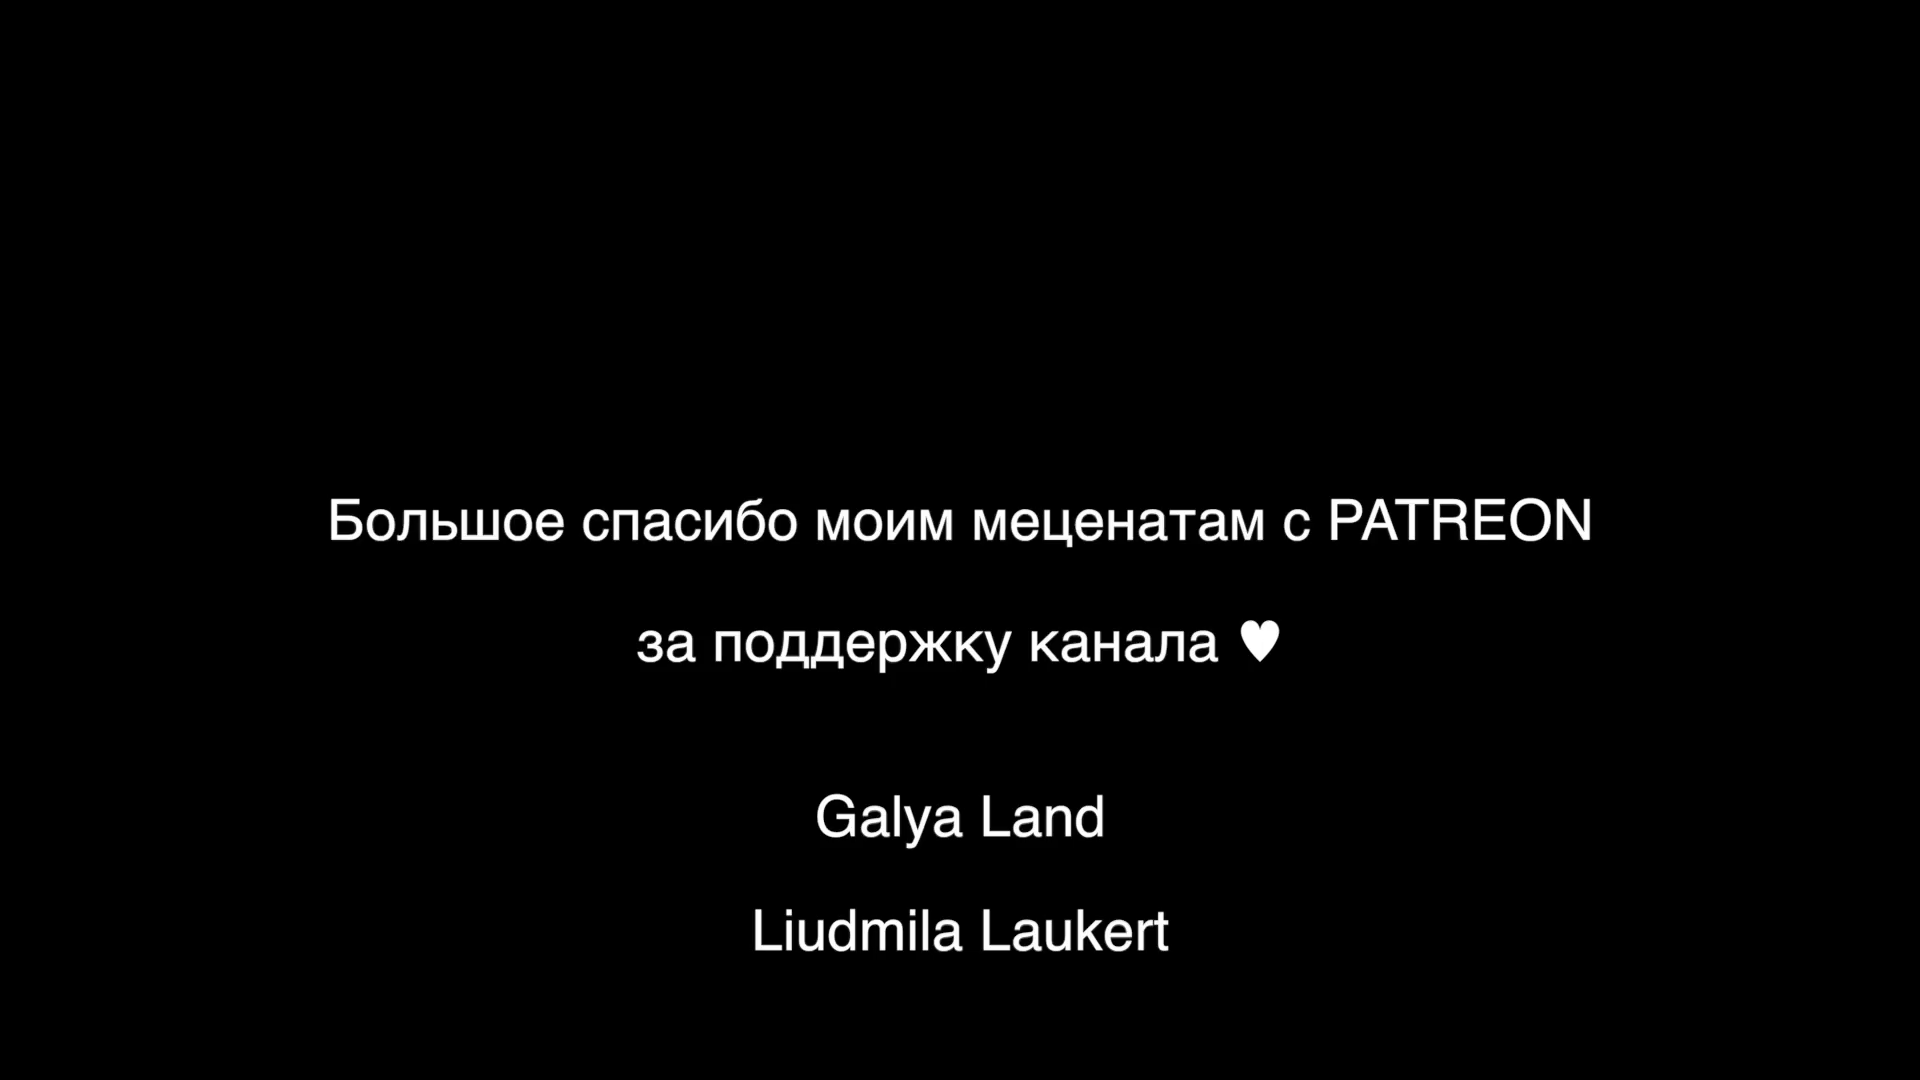 Большое спасибо моим меценатам с PATREON
за поддержку канала ♥
Galya Land
Liudmila Laukert